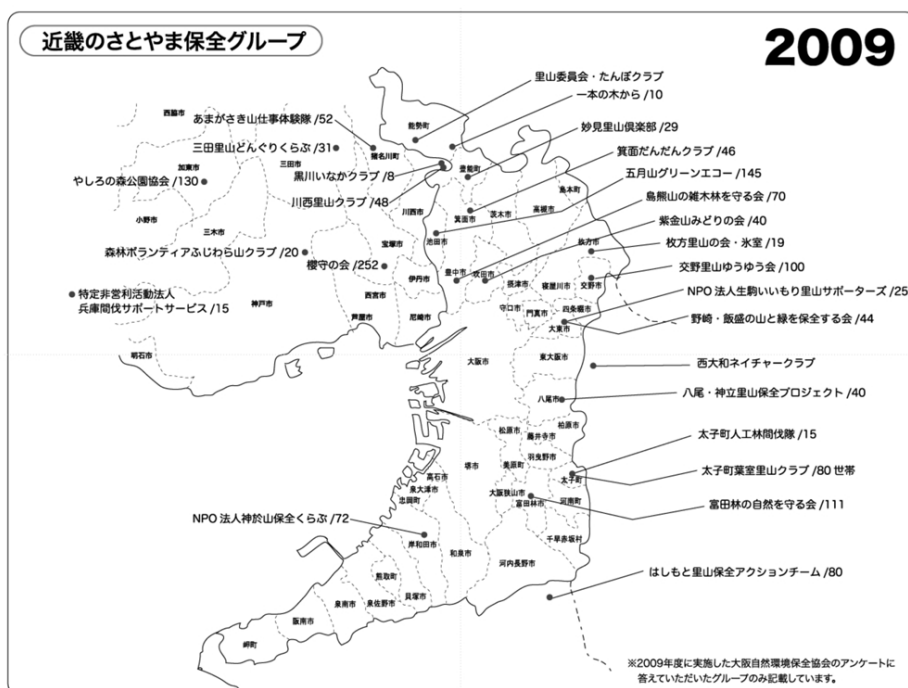 近畿のさとやま保全グループ
2009
里山委員会・たんぼクラブ
一本の木から /10
あまがさき山仕事体験隊 /52
妙見里山倶楽部 /29
三田里山どんぐりくらぶ /31
箕面だんだんクラブ /46
黒川いなかクラブ /8
五月山グリーンエコー /145
やしろの森公園協会 /130
川西里山クラブ /48
島熊山の雑木林を守る会 /70
紫金山みどりの会 /40
枚方里山の会・氷室 /19
森林ボランティアふじわら山クラブ /20
櫻守の会 /252
交野里山ゆうゆう会 /100
特定非営利活動法人
兵庫間伐サポートサービス /15
NPO 法人生駒いいもり里山サポーターズ /25
野崎・飯盛の山と緑を保全する会 /44
西大和ネイチャークラブ
八尾・神立里山保全プロジェクト /40
太子町人工林間伐隊 /15
太子町葉室里山クラブ /80 世帯
富田林の自然を守る会 /111
NPO 法人神於山保全くらぶ /72
はしもと里山保全アクションチーム /80
西脇市
能勢町
加東市
三田市
猪名川町
豊能町
島本町
小野市
三木市
川西市
箕面市
茨木市
高槻市
宝塚市
池田市
枚方市
豊中市
吹田市
摂津市
寝屋川市
交野市
伊丹市
神戸市
西宮市
芦屋市
尼崎市
守口市
門真市
四条畷市
大東市
明石市
大阪市
東大阪市
八尾市
松原市
藤井寺市
柏原市
羽曳野市
堺市
美原町
高石市
泉大津市
忠岡町
大阪狭山市
富田林市
太子町
河南町
千早赤坂村
岸和田市
和泉市
河内長野市
熊取町
貝塚市
泉佐野市
泉南市
阪南市
岬町
※2009年度に実施した大阪自然環境保全協会のアンケートに
答えていただいたグループのみ記載しています。